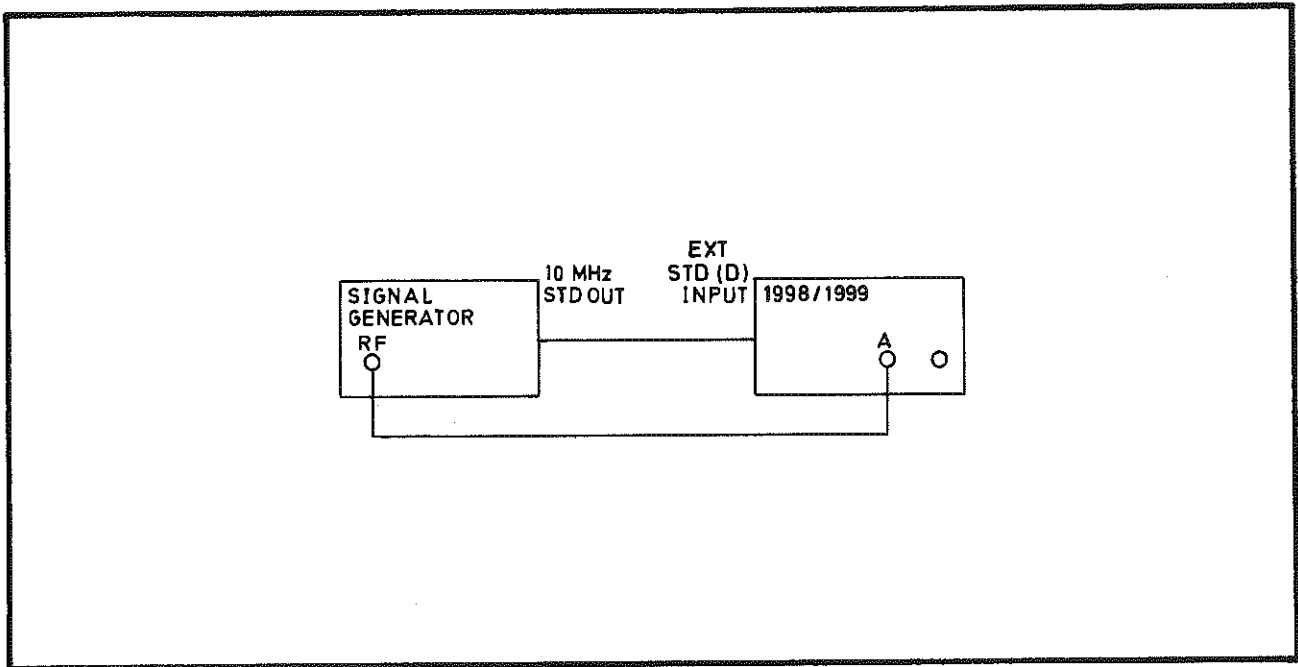 SIGNAL
GENERATOR
RF
10 MHz
STD OUT
EXT
STD (D)
INPUT
1998/1999
A